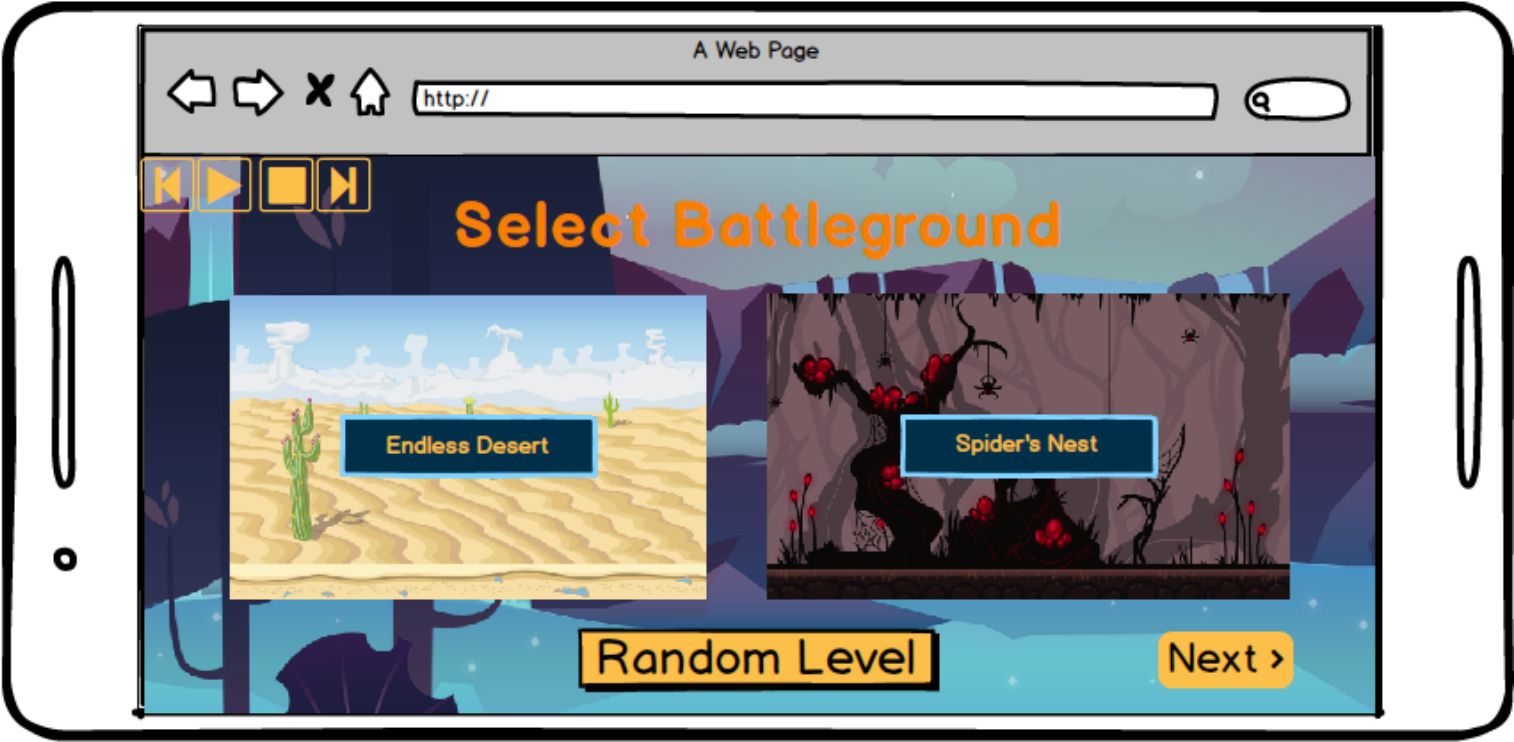 A Web Page
http://
Select Battleground
Endless Desert
Spider's Nest
Random Level
Next >